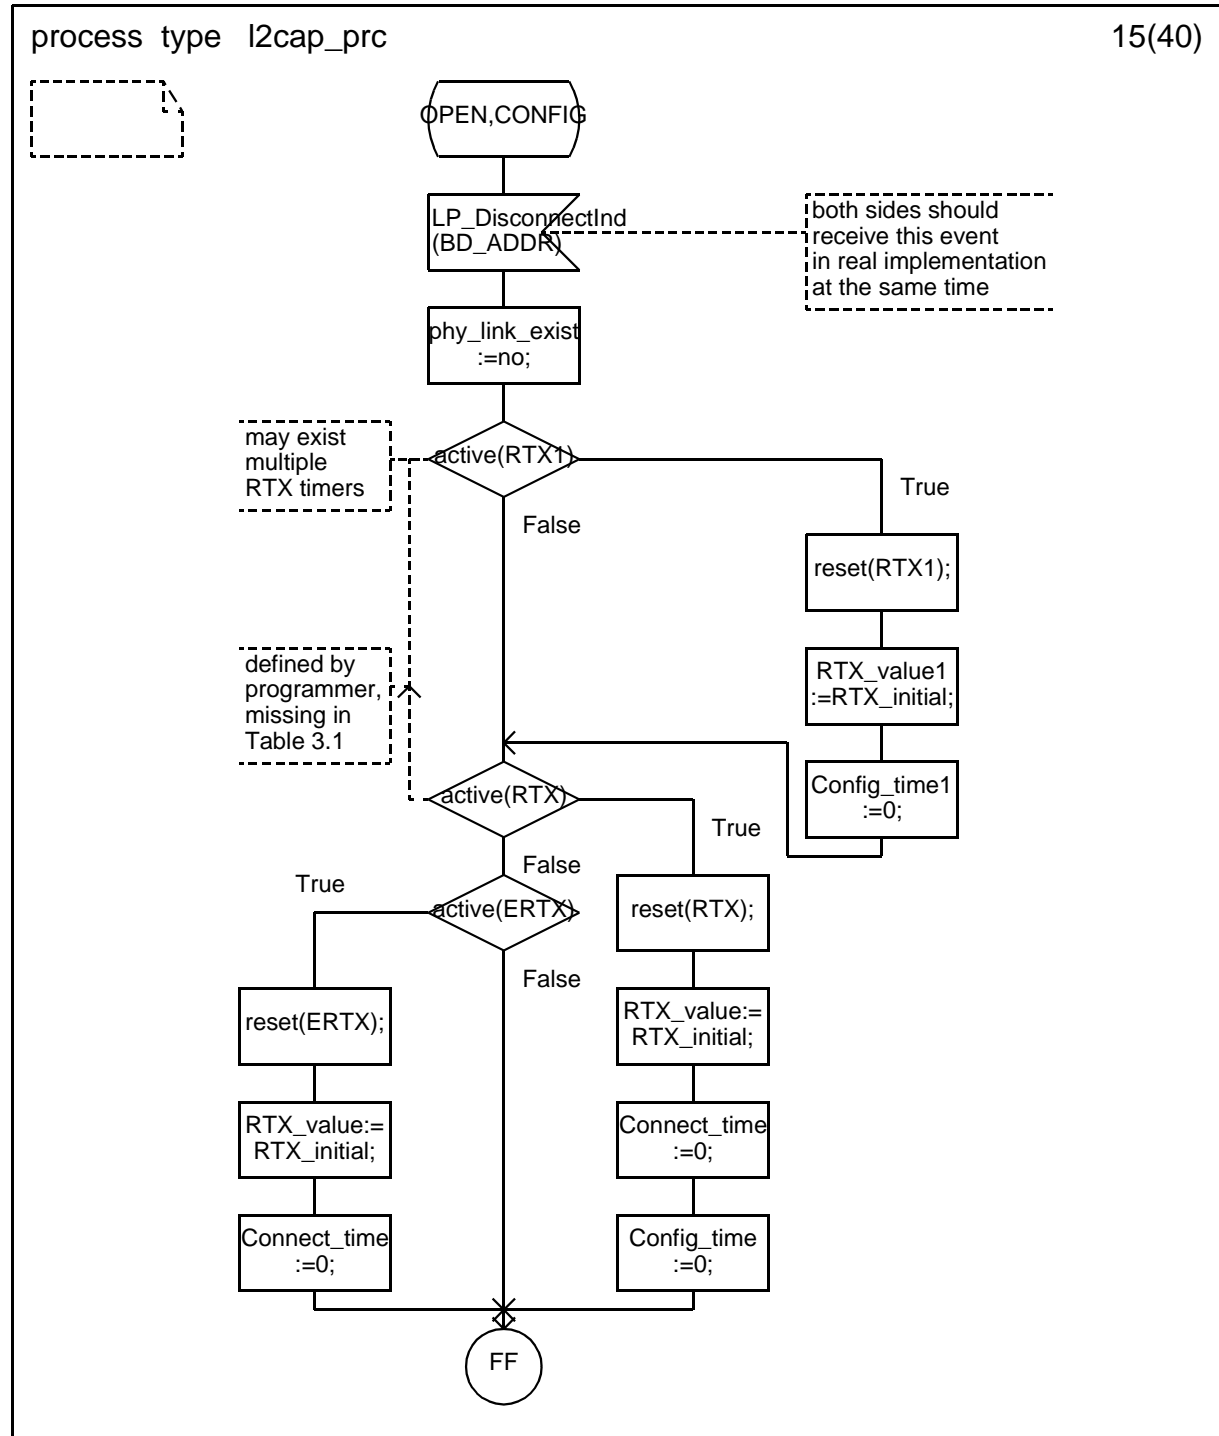 process type l2cap_prc
15(40)
OPEN,CONFIG
LP_DisconnectInd
(BD_ADDR)
both sides should
receive this event
in real implementation
at the same time
phy_link_exist
:=no;
may exist
multiple
RTX timers
active(RTX1)
True
False
reset(RTX1);
RTX_value1
:=RTX_initial;
defined by
programmer,
missing in
Table 3.1
Config_time1
:=0;
active(RTX)
True
False
True
active(ERTX)
reset(RTX);
False
reset(ERTX);
RTX_value:=
RTX_initial;
RTX_value:=
RTX_initial;
Connect_time
:=0;
Connect_time
:=0;
Config_time
:=0;
FF